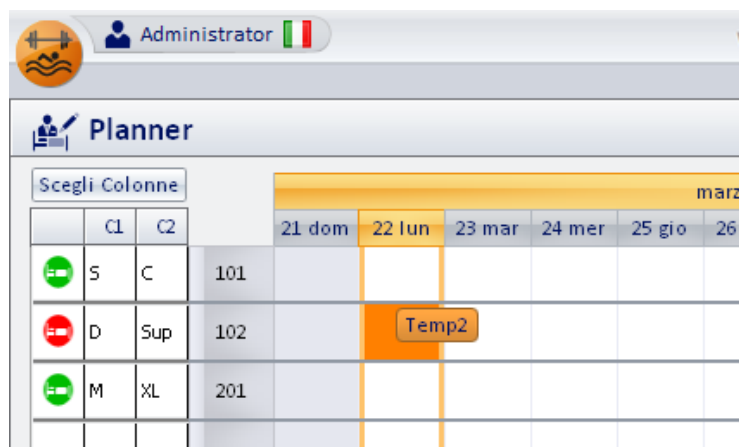 Administrator
Planner
Scegli Colonne
marz
C1 C2 21 dom 22 lun 23 mar 24 mer 25 gio 26
S C 101
D Sup 102 Temp2
M XL 201